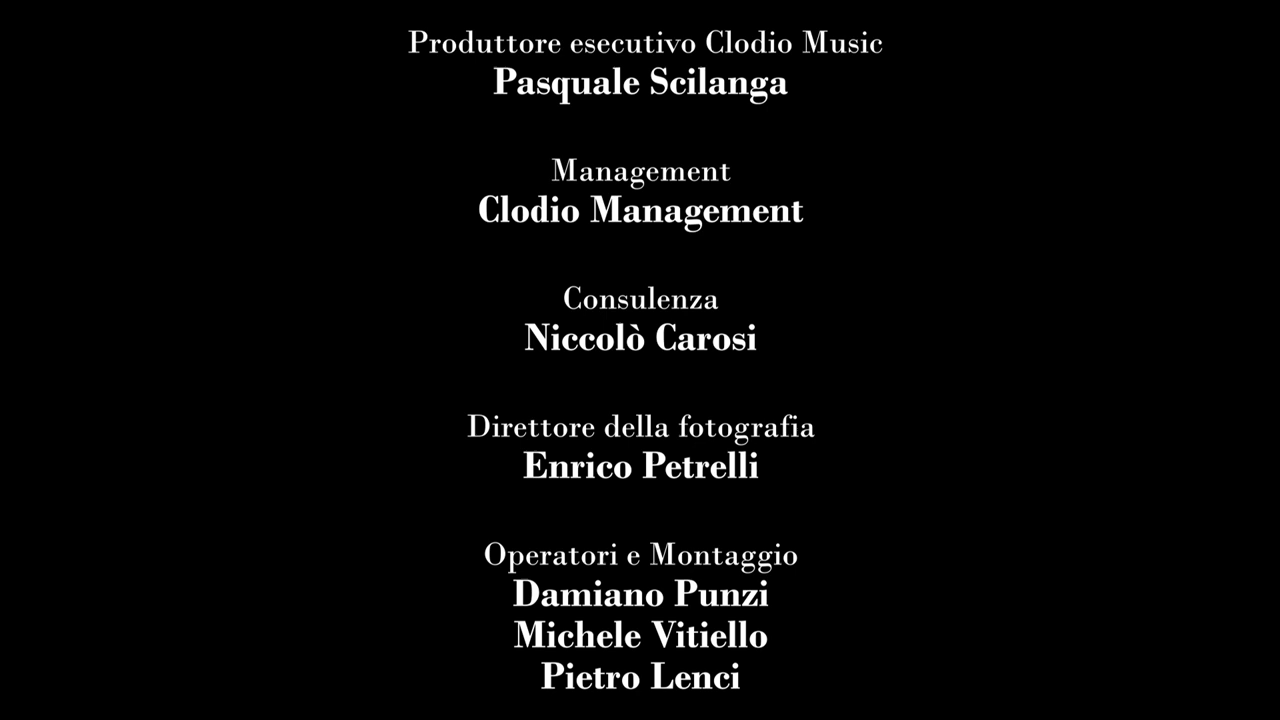 Produttore esecutivo Clodio Music
Pasquale Scilanga
Management
Clodio Management
Consulenza
Niccolò Carosi
Direttore della fotografia
Enrico Petrelli
Operatori e Montaggio
Damiano Punzi
Michele Vitiello
Pietro Lenci